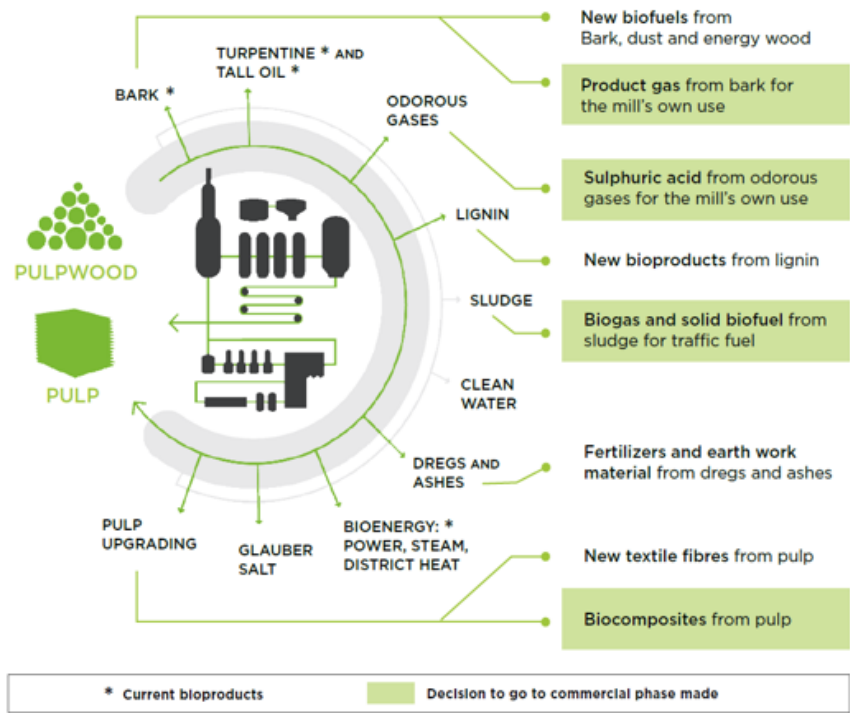 New biofuels from
Bark, dust and energy wood
TURPENTINE * AND
TALL OIL *
BARK *
Product gas from bark for
the mill's own use
ODOROUS
GASES
Sulphuric acid from odorous
gases for the mill's own use
LIGNIN
PULPWOOD
New bioproducts from lignin
SLUDGE
Biogas and solid biofuel from
sludge for traffic fuel
PULP
CLEAN
WATER
DREGS AND
ASHES
Fertilizers and earth work
material from dregs and ashes
PULP
UPGRADING
GLAUBER
SALT
BIOENERGY: *
POWER, STEAM,
DISTRICT HEAT
New textile fibres from pulp
Biocomposites from pulp
* Current bioproducts
Decision to go to commercial phase made